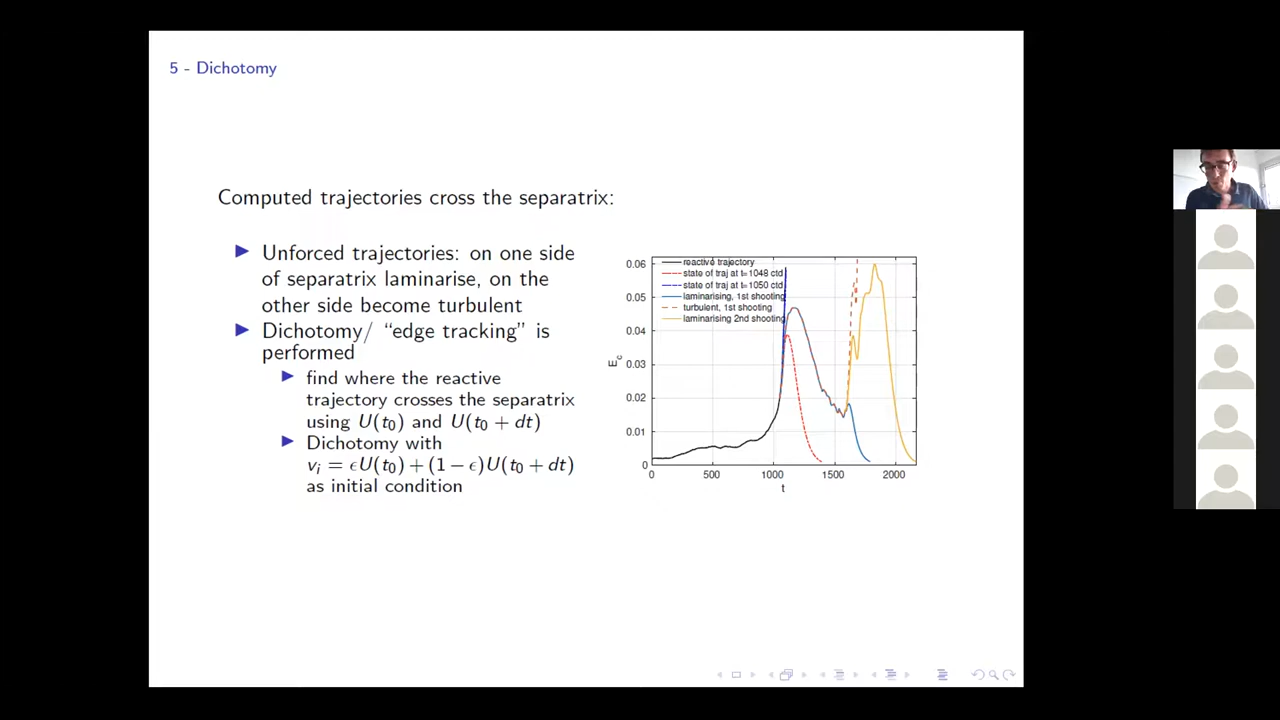 5 - Dichotomy
Computed trajectories cross the separatrix:
Unforced trajectories: on one side
of separatrix laminarise, on the
other side become turbulent
Dichotomy/ “edge tracking” is
performed
find where the reactive
trajectory crosses the separatrix
using U(t₀) and U(t₀ + dt)
Dichotomy with
vᵢ = ϵU(t₀) + (1 − ϵ)U(t₀ + dt)
as initial condition
reactive trajectory
state of traj at t=1048 ctd
state of traj at t=1050 ctd
laminarising, 1st shooting
turbulent, 1st shooting
laminarising 2nd shooting
0.06
0.05
0.04
0.03
0.02
0.01
0
E_c
0 500 1000 1500 2000
t